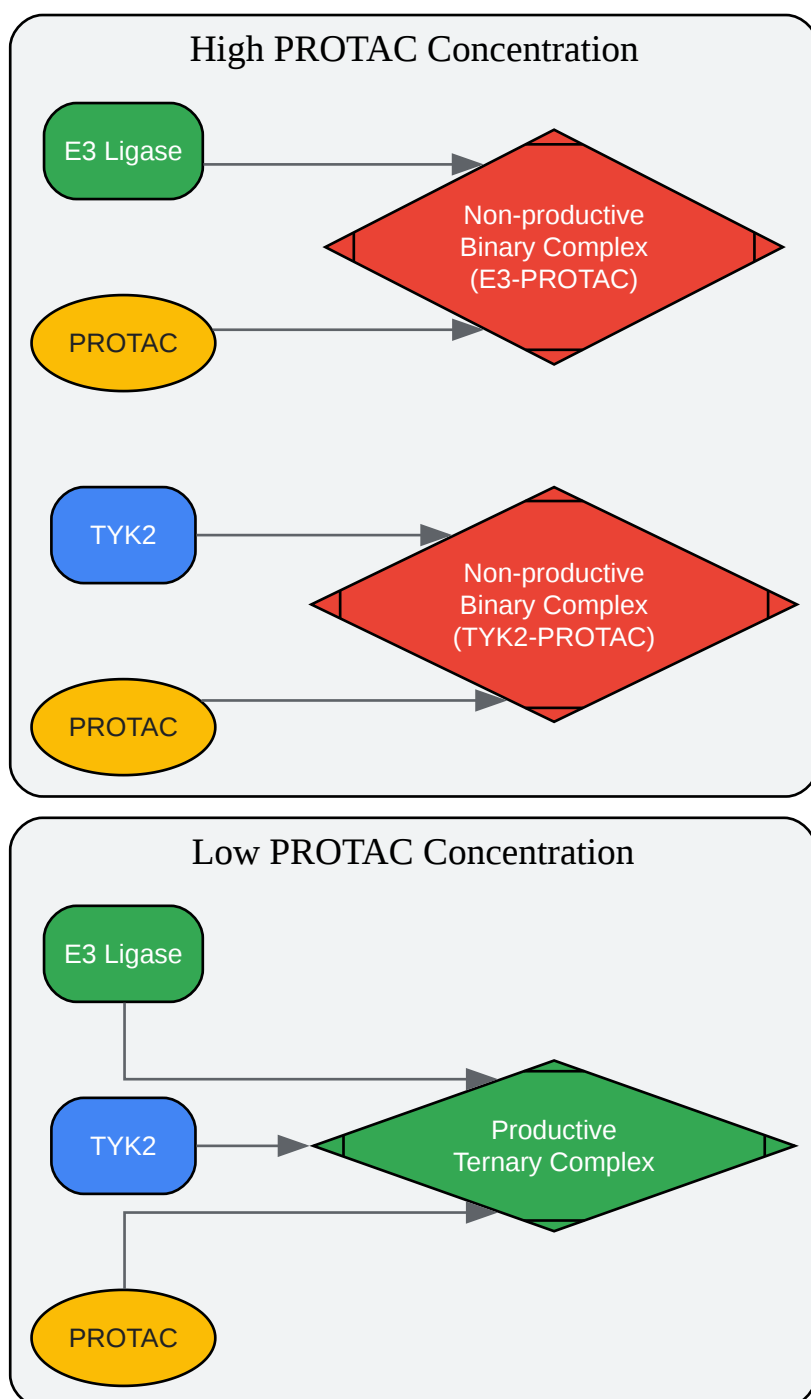 High PROTAC Concentration
E3 Ligase
Non-productive
Binary Complex
(E3-PROTAC)
PROTAC
TYK2
Non-productive
Binary Complex
(TYK2-PROTAC)
PROTAC
Low PROTAC Concentration
E3 Ligase
TYK2
Productive
Ternary Complex
PROTAC